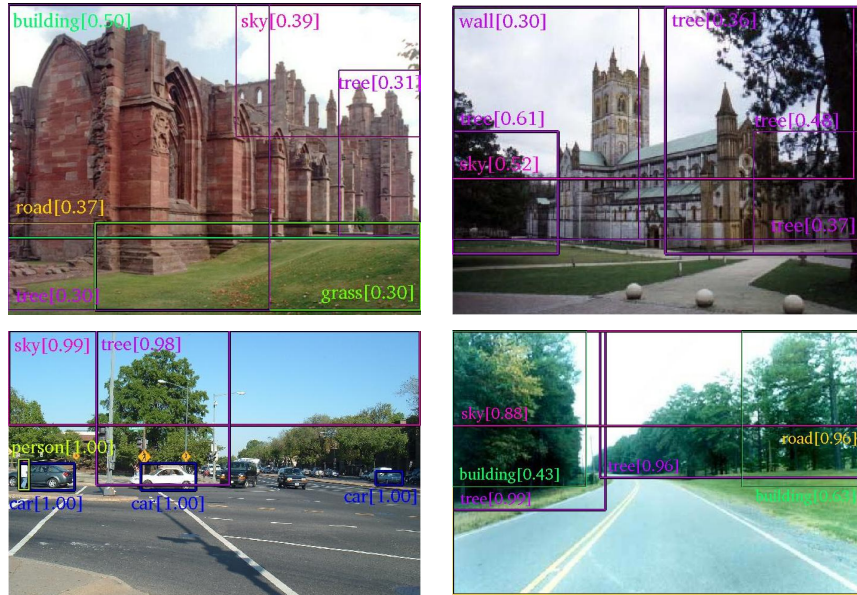 building[0.50]
sky[0.39]
tree[0.31]
road[0.37]
tree[0.30]
grass[0.30]
wall[0.30]
tree[0.36]
tree[0.61]
tree[0.48]
sky[0.52]
tree[0.37]
sky[0.99]
tree[0.98]
person[1.00]
car[1.00]
car[1.00]
car[1.00]
sky[0.88]
road[0.96]
building[0.43]
tree[0.96]
tree[0.99]
building[0.63]